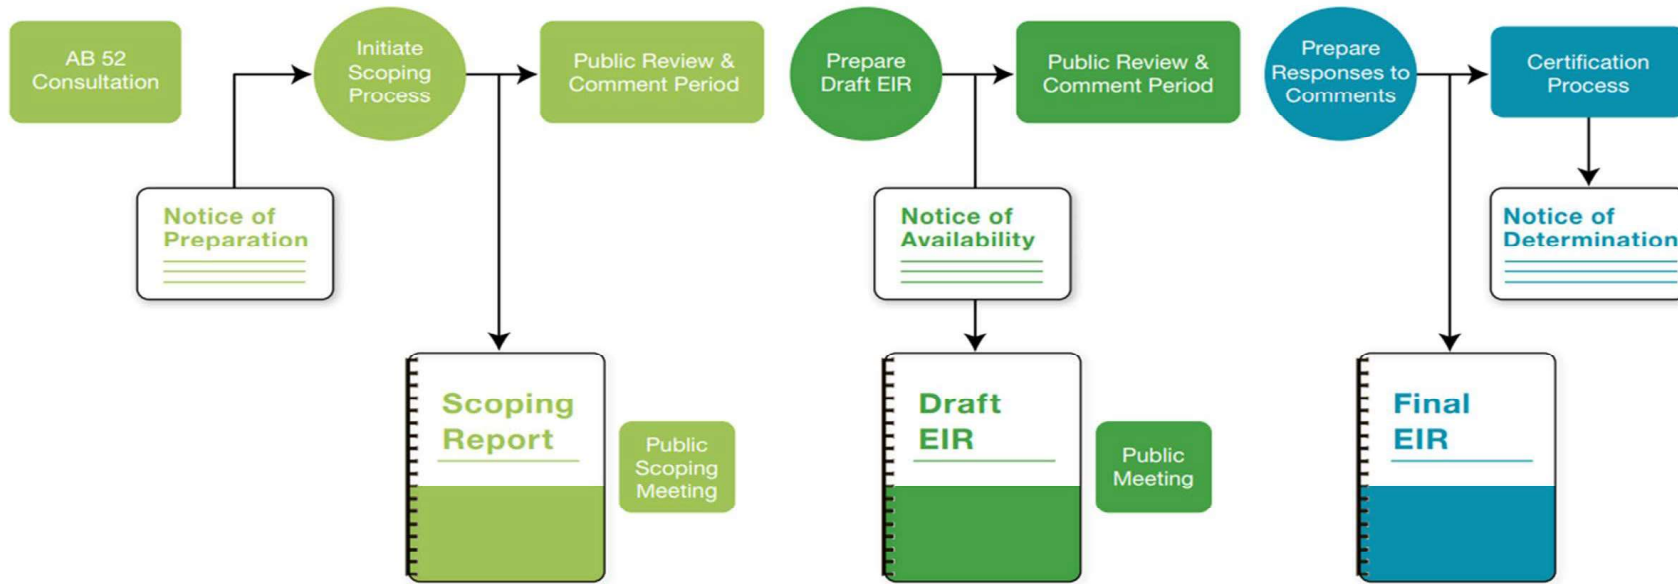 AB 52
Consultation
Initiate
Scoping
Process
Public Review &
Comment Period
Prepare
Draft EIR
Public Review &
Comment Period
Prepare
Responses to
Comments
Certification
Process
Notice of
Preparation
Notice of
Availability
Notice of
Determination
Scoping
Report
Public
Scoping
Meeting
Draft
EIR
Public
Meeting
Final
EIR